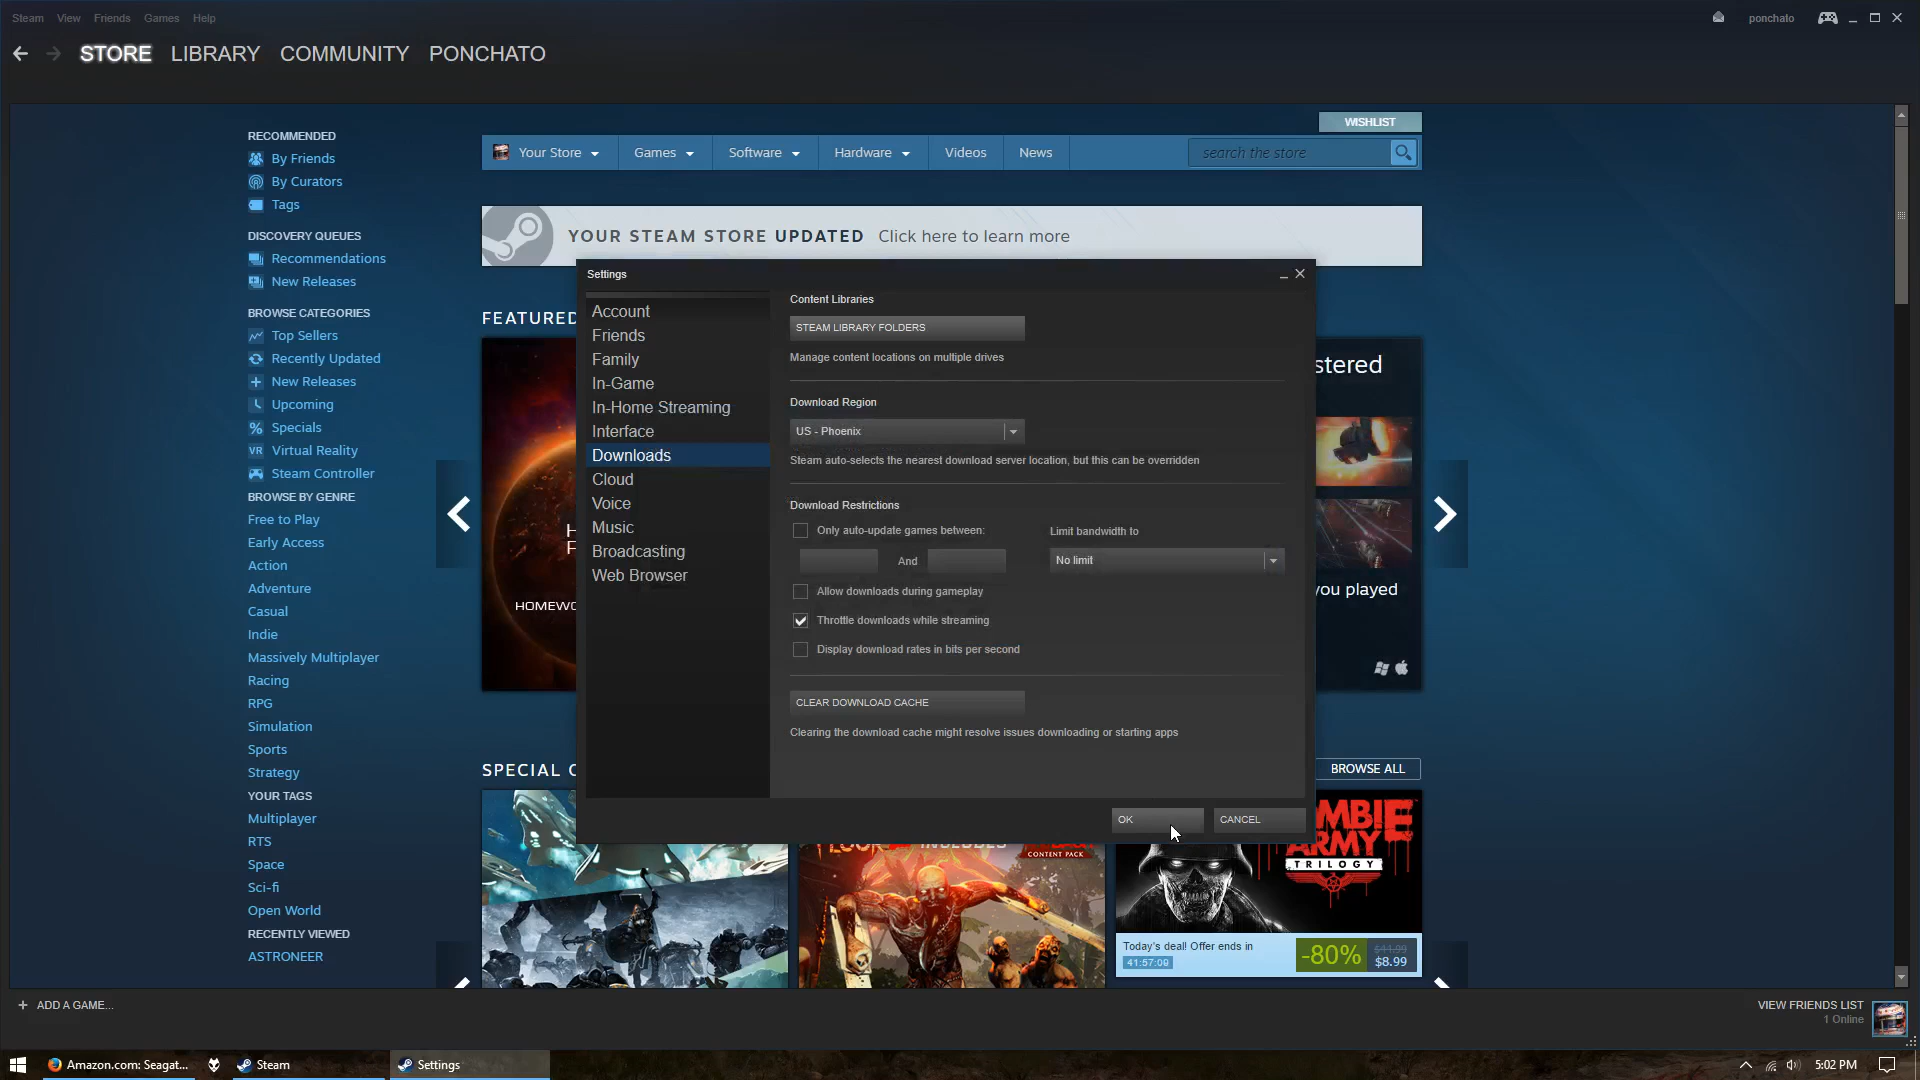 Steam View Friends Games Help
ponchato
STORE LIBRARY COMMUNITY PONCHATO
WISHLIST
RECOMMENDED
By Friends
By Curators
Tags
DISCOVERY QUEUES
Recommendations
New Releases
BROWSE CATEGORIES
Top Sellers
Recently Updated
New Releases
Upcoming
Specials
VR Virtual Reality
Steam Controller
BROWSE BY GENRE
Free to Play
Early Access
Action
Adventure
Casual
Indie
Massively Multiplayer
Racing
RPG
Simulation
Sports
Strategy
YOUR TAGS
Multiplayer
RTS
Space
Sci-fi
Open World
RECENTLY VIEWED
ASTRONEER
Your Store Games Software Hardware Videos News search the store
YOUR STEAM STORE UPDATED Click here to learn more
FEATURED
HOMEWO
stered
you played
Settings
Account
Friends
Family
In-Game
In-Home Streaming
Interface
Downloads
Cloud
Voice
Music
Broadcasting
Web Browser
Content Libraries
STEAM LIBRARY FOLDERS
Manage content locations on multiple drives
Download Region
US - Phoenix
Steam auto-selects the nearest download server location, but this can be overridden
Download Restrictions
Only auto-update games between:
And
Limit bandwidth to
No limit
Allow downloads during gameplay
Throttle downloads while streaming
Display download rates in bits per second
CLEAR DOWNLOAD CACHE
Clearing the download cache might resolve issues downloading or starting apps
OK CANCEL
SPECIAL O
BROWSE ALL
INCLUDES
CONTENT PACK
ZOMBIE
ARMY
TRILOGY
Today's deal! Offer ends in
41:57:09
-80%
$41.99
$8.99
+ ADD A GAME...
VIEW FRIENDS LIST
1 Online
Amazon.com: Seagat...
Steam
Settings
5:02 PM